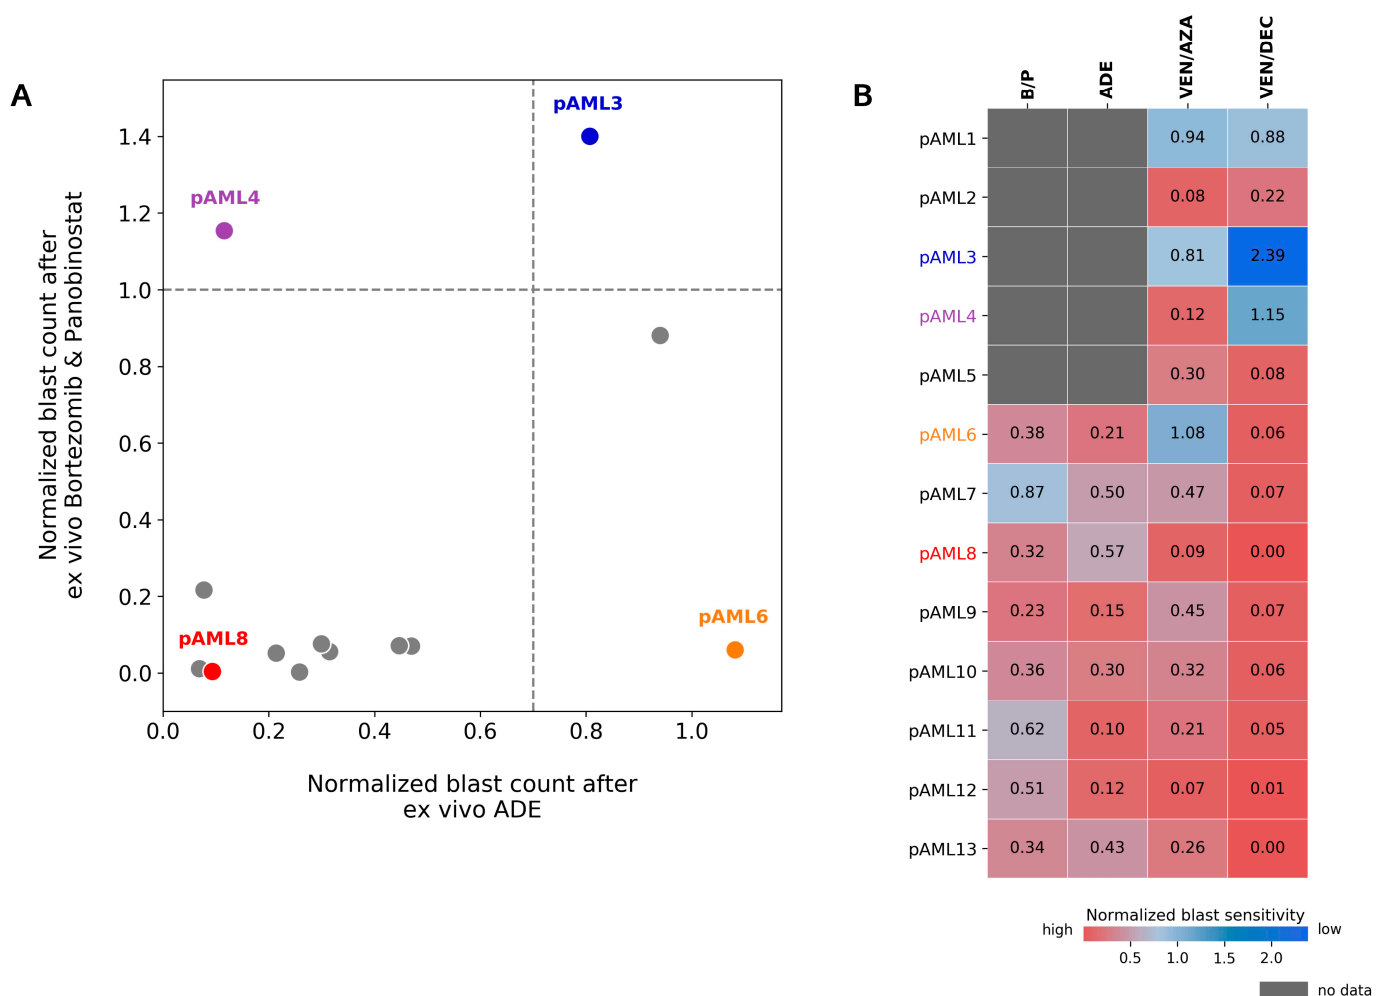 A
Normalized blast count after
ex vivo Bortezomib & Panobinostat
1.4
1.2
1.0
0.8
0.6
0.4
0.2
0.0
pAML3
pAML4
pAML8
pAML6
0.0 0.2 0.4 0.6 0.8 1.0
Normalized blast count after
ex vivo ADE
B
B/P ADE VEN/AZA VEN/DEC
pAML1 0.94 0.88
pAML2 0.08 0.22
pAML3 0.81 2.39
pAML4 0.12 1.15
pAML5 0.30 0.08
pAML6 0.38 0.21 1.08 0.06
pAML7 0.87 0.50 0.47 0.07
pAML8 0.32 0.57 0.09 0.00
pAML9 0.23 0.15 0.45 0.07
pAML10 0.36 0.30 0.32 0.06
pAML11 0.62 0.10 0.21 0.05
pAML12 0.51 0.12 0.07 0.01
pAML13 0.34 0.43 0.26 0.00
Normalized blast sensitivity
high low
0.5 1.0 1.5 2.0
no data